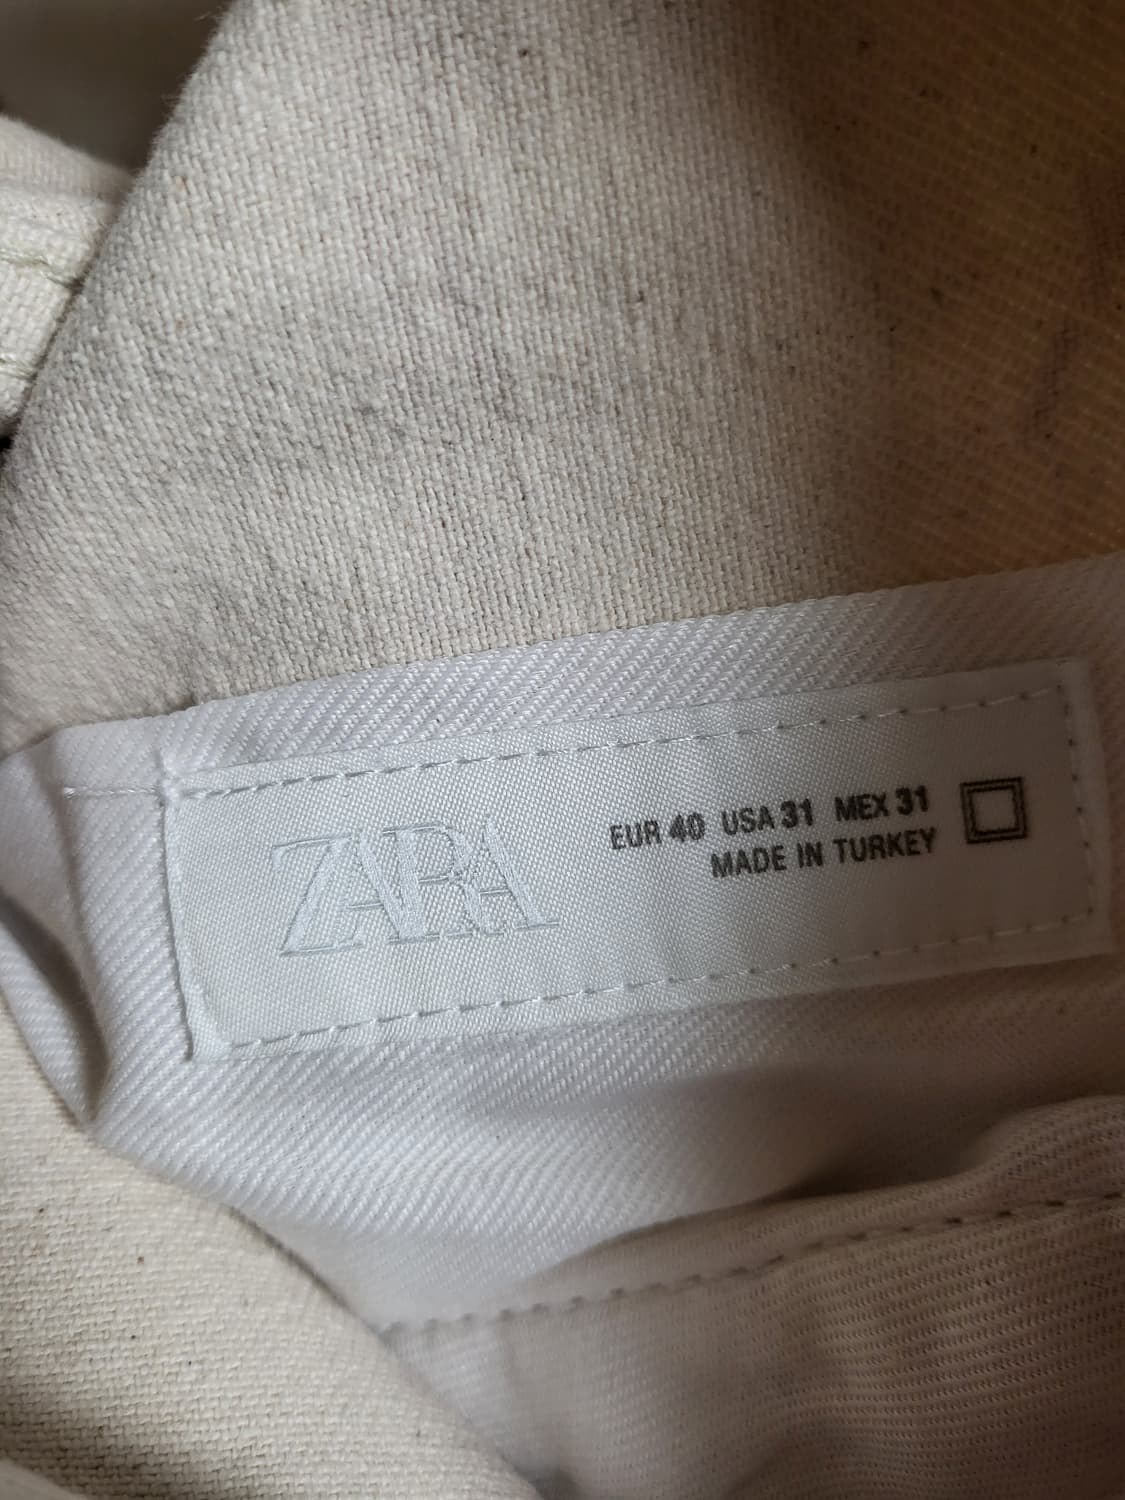 ZARA
EUR 40 USA 31 MEX 31
MADE IN TURKEY